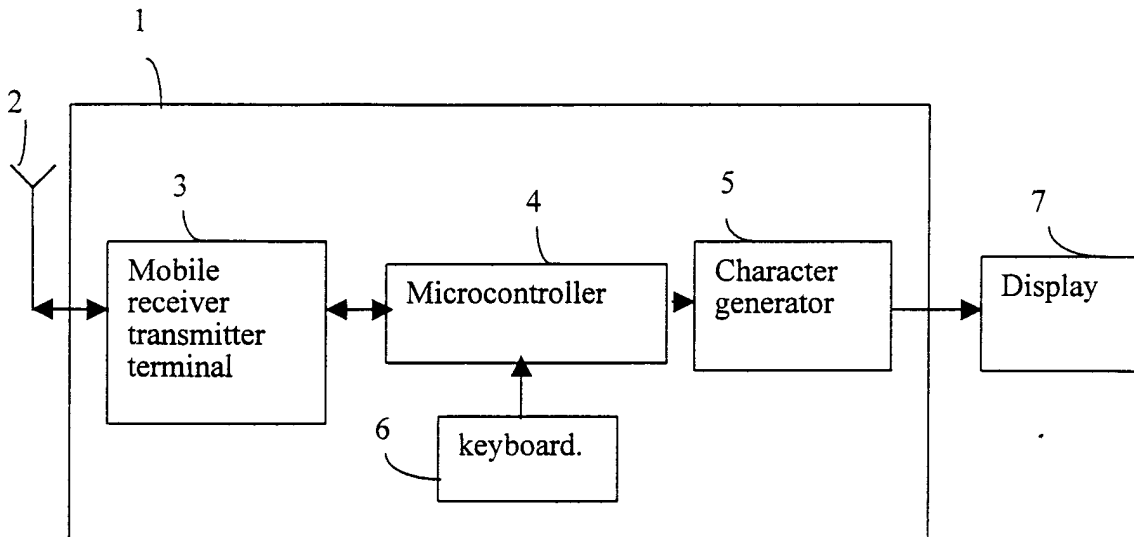 1
2
3
4
5
7
Mobile
receiver
transmitter
terminal
Microcontroller
Character
generator
Display
6
keyboard.